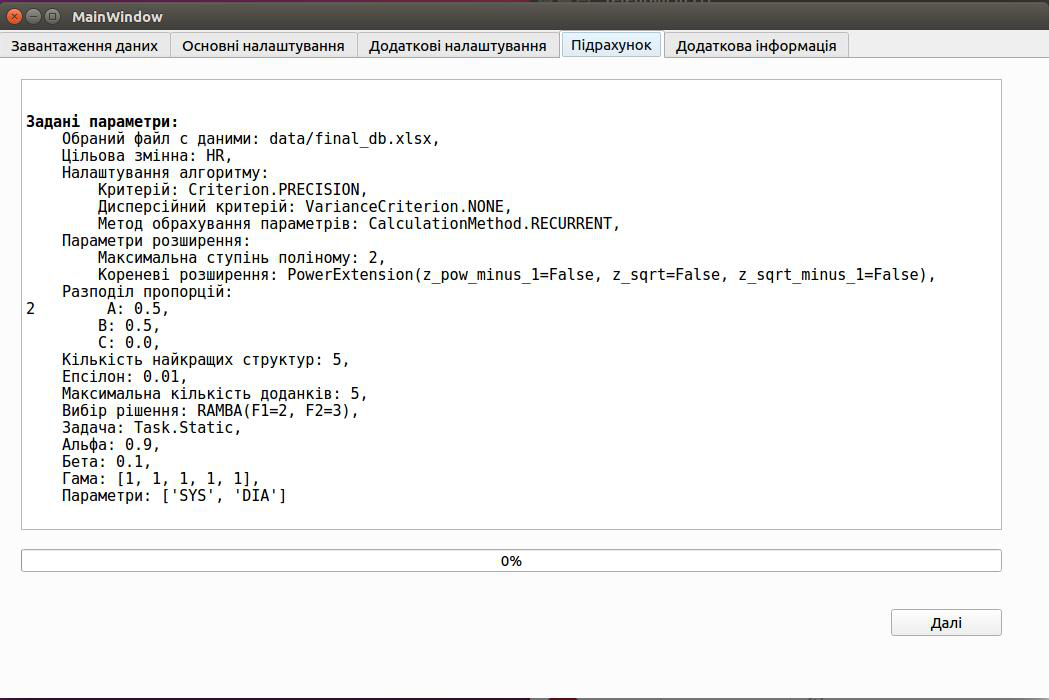 MainWindow
Завантаження даних Основні налаштування Додаткові налаштування Підрахунок Додаткова інформація
Задані параметри:
Обраний файл с даними: data/final_db.xlsx,
Цільова змінна: HR,
Налаштування алгоритму:
Критерій: Criterion.PRECISION,
Дисперсійний критерій: VarianceCriterion.NONE,
Метод обрахування параметрів: CalculationMethod.RECURRENT,
Параметри розширення:
Максимальна ступінь поліному: 2,
Кореневі розширення: PowerExtension(z_pow_minus_1=False, z_sqrt=False, z_sqrt_minus_1=False),
Разподіл пропорцій:
2 A: 0.5,
B: 0.5,
C: 0.0,
Кількість найкращих структур: 5,
Епсілон: 0.01,
Максимальна кількість доданків: 5,
Вибір рішення: RAMBA(F1=2, F2=3),
Задача: Task.Static,
Альфа: 0.9,
Бета: 0.1,
Гама: [1, 1, 1, 1, 1],
Параметри: ['SYS', 'DIA']
0%
Далі